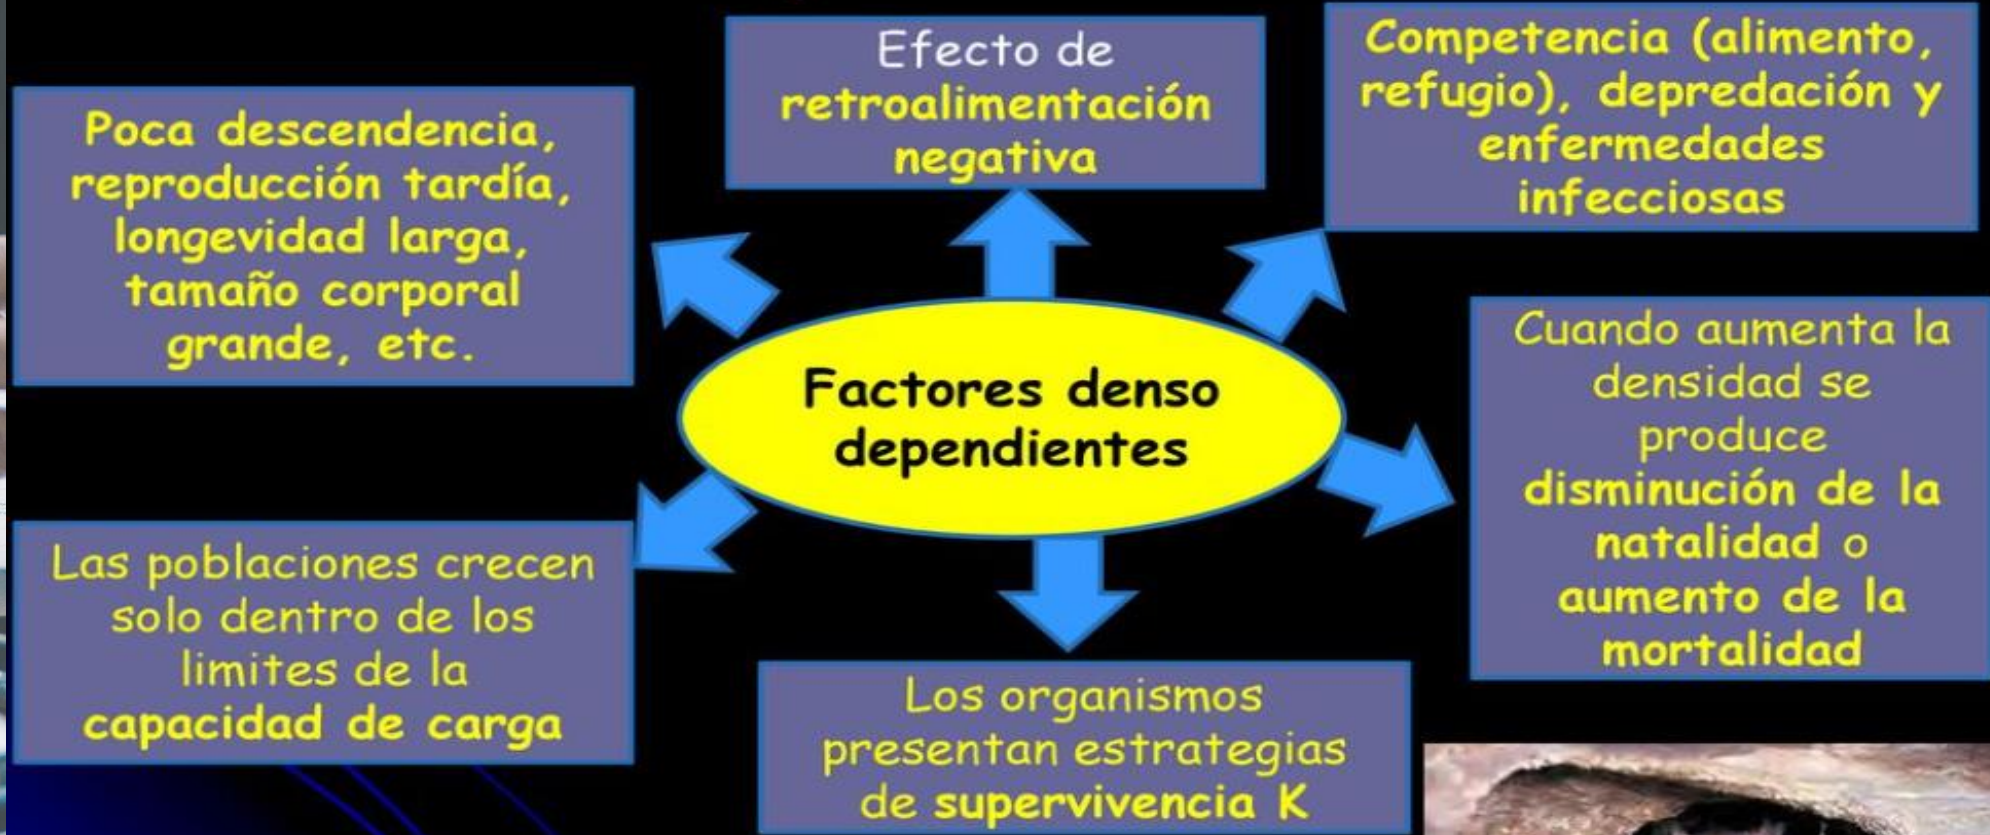 Efecto de
retroalimentación
negativa
Competencia (alimento,
refugio), depredación y
enfermedades
infecciosas
Poca descendencia,
reproducción tardía,
longevidad larga,
tamaño corporal
grande, etc.
Factores denso
dependientes
Cuando aumenta la
densidad se
produce
disminución de la
natalidad o
aumento de la
mortalidad
Las poblaciones crecen
solo dentro de los
limites de la
capacidad de carga
Los organismos
presentan estrategias
de supervivencia K